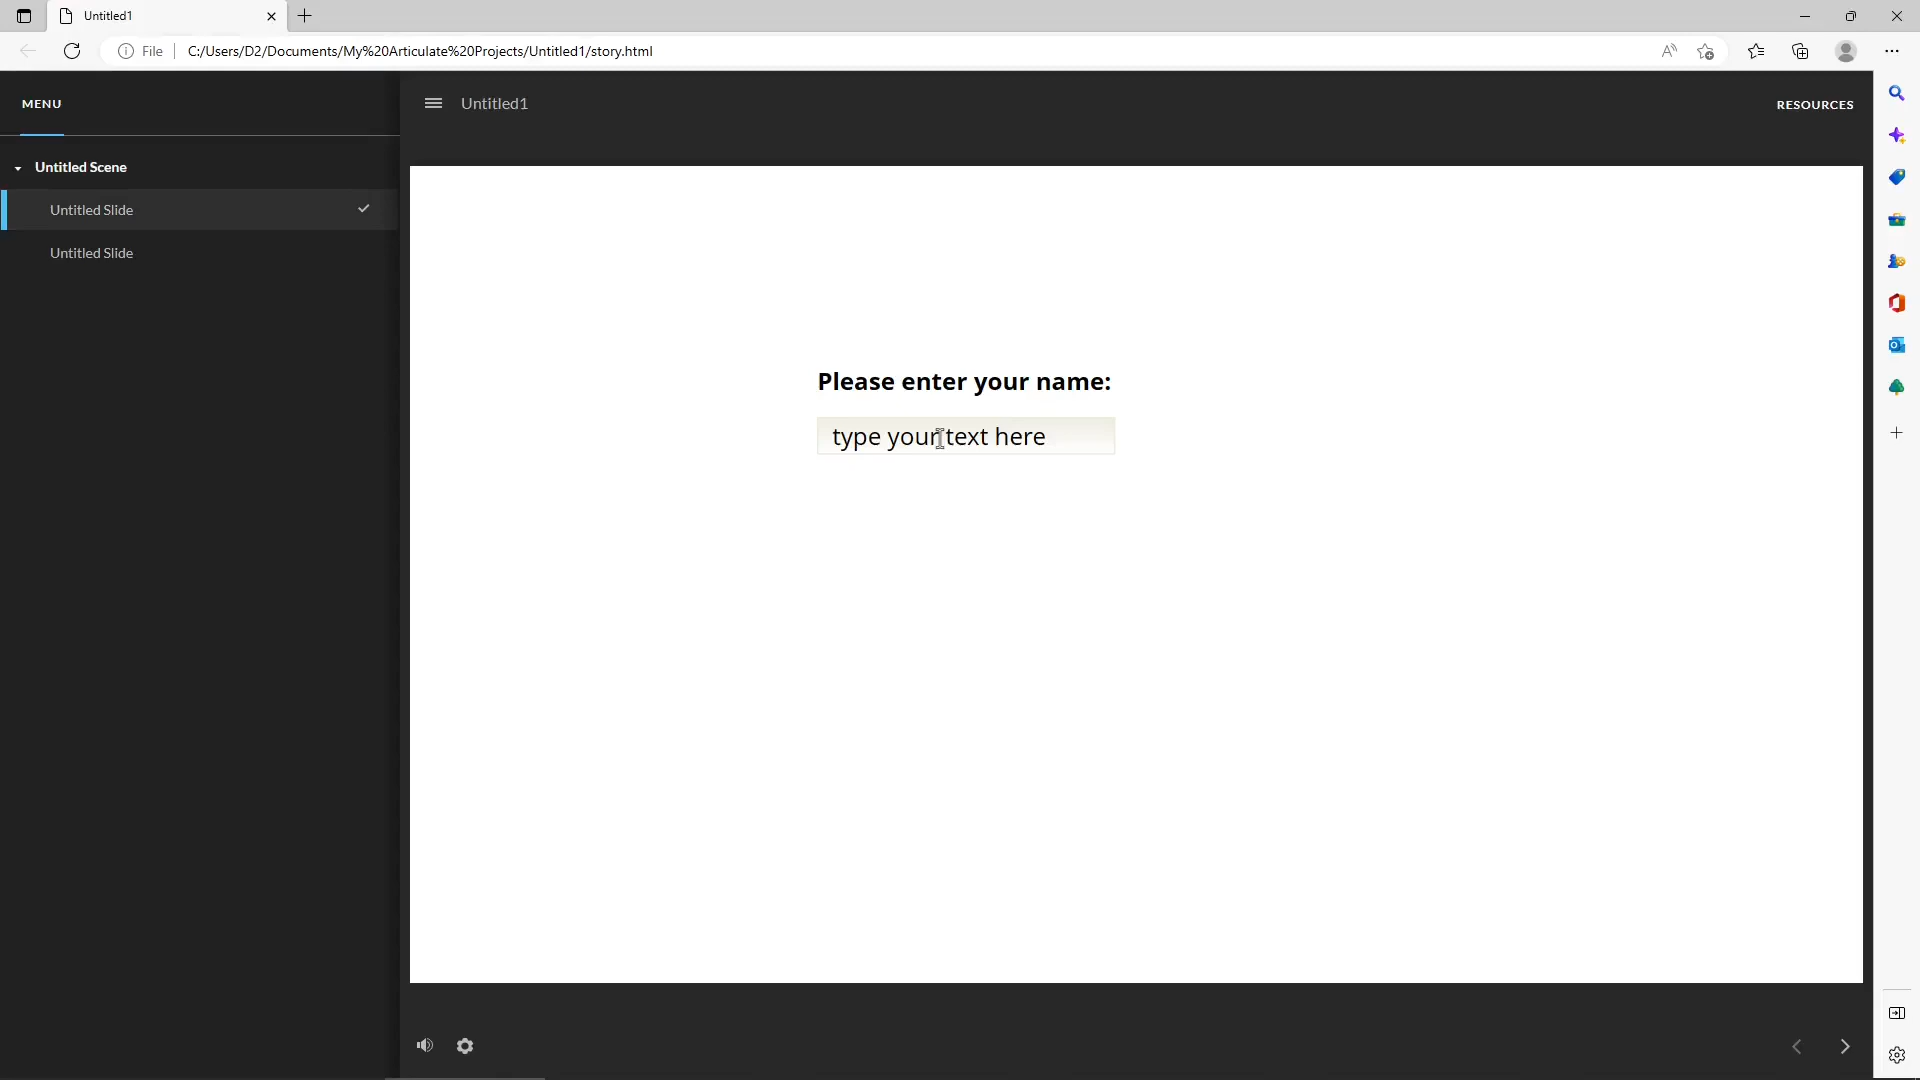 Untitled1
File
C:/Users/D2/Documents/My%20Articulate%20Projects/Untitled1/story.html
MENU
Untitled1
RESOURCES
Untitled Scene
Untitled Slide
Untitled Slide
Please enter your name:
type your text here